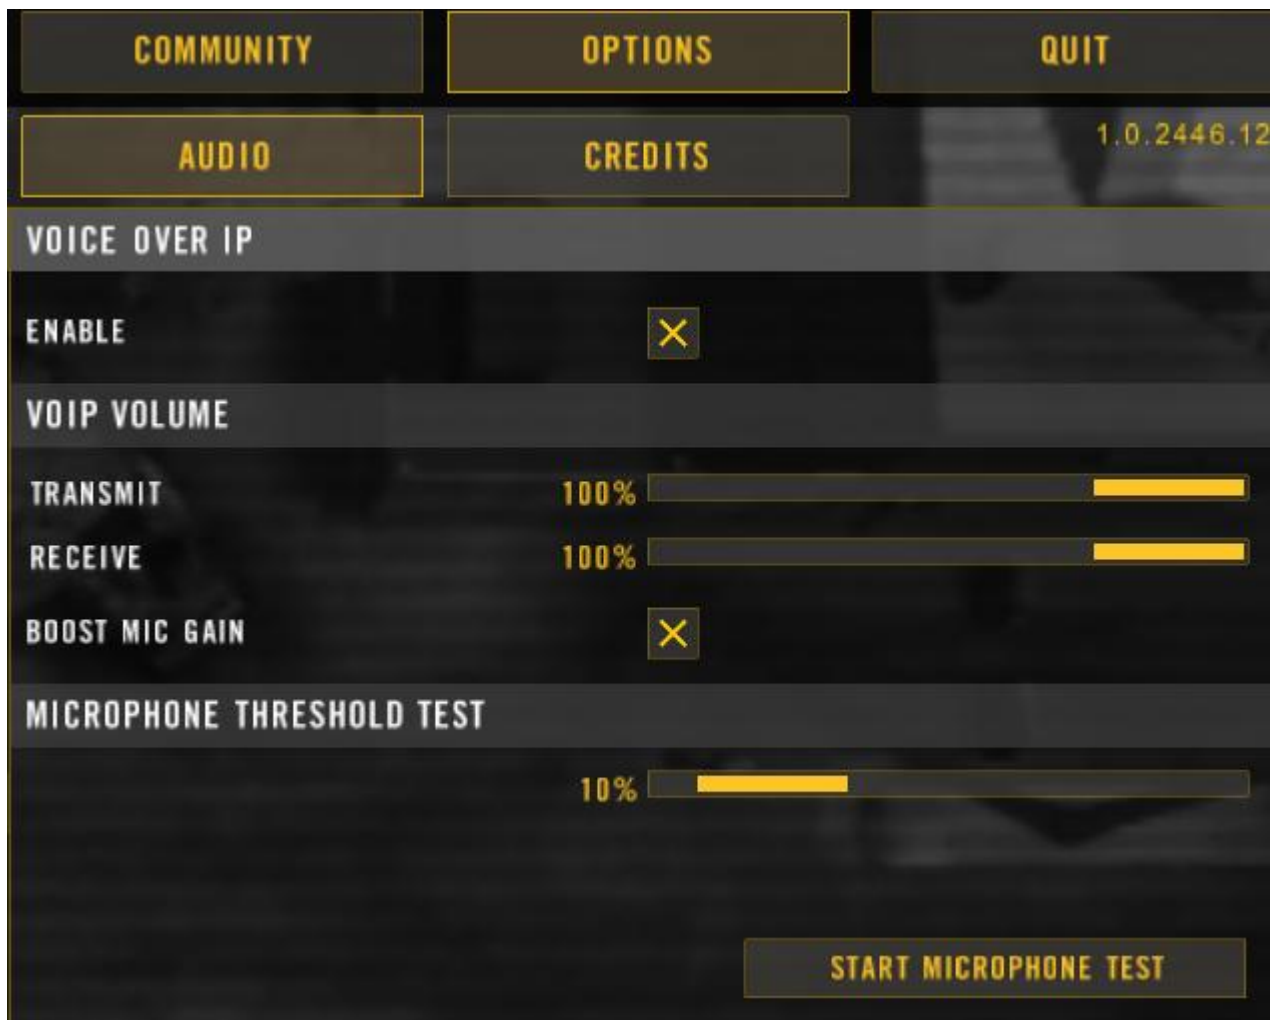 COMMUNITY OPTIONS QUIT
AUDIO CREDITS 1.0.2446.12
VOICE OVER IP
ENABLE
VOIP VOLUME
TRANSMIT 100%
RECEIVE 100%
BOOST MIC GAIN
MICROPHONE THRESHOLD TEST
10%
START MICROPHONE TEST